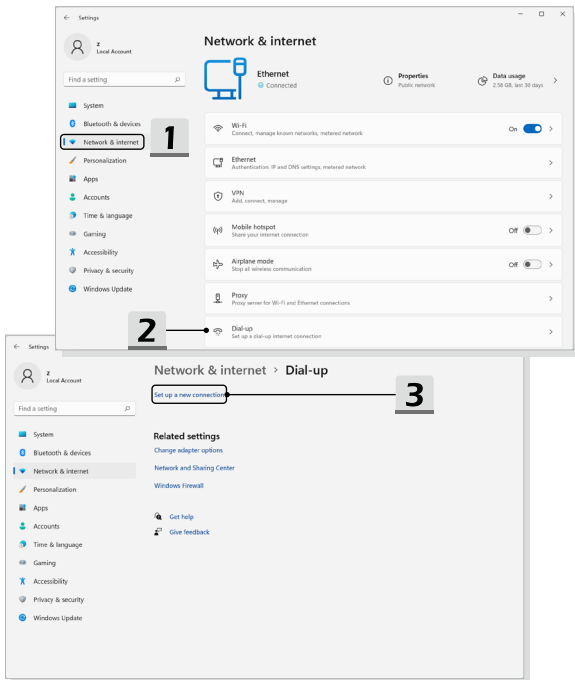 Settings
z
Local Account
Find a setting
System
Bluetooth & devices
Network & internet
Personalization
Apps
Accounts
Time & language
Gaming
Accessibility
Privacy & security
Windows Update
1
Network & internet
Ethernet
Connected
Properties
Public network
Data usage
2.58 GB, last 30 days
Wi-Fi
Connect, manage known networks, metered network
On
Ethernet
Authentication, IP and DNS settings, metered network
VPN
Add, connect, manage
Mobile hotspot
Share your internet connection
Off
Airplane mode
Stop all wireless communication
Off
Proxy
Proxy server for Wi-Fi and Ethernet connections
2
Dial-up
Set up a dial-up internet connection
Settings
z
Local Account
Find a setting
System
Bluetooth & devices
Network & internet
Personalization
Apps
Accounts
Time & language
Gaming
Accessibility
Privacy & security
Windows Update
Network & internet > Dial-up
Set up a new connection
3
Related settings
Change adapter options
Network and Sharing Center
Windows Firewall
Get help
Give feedback